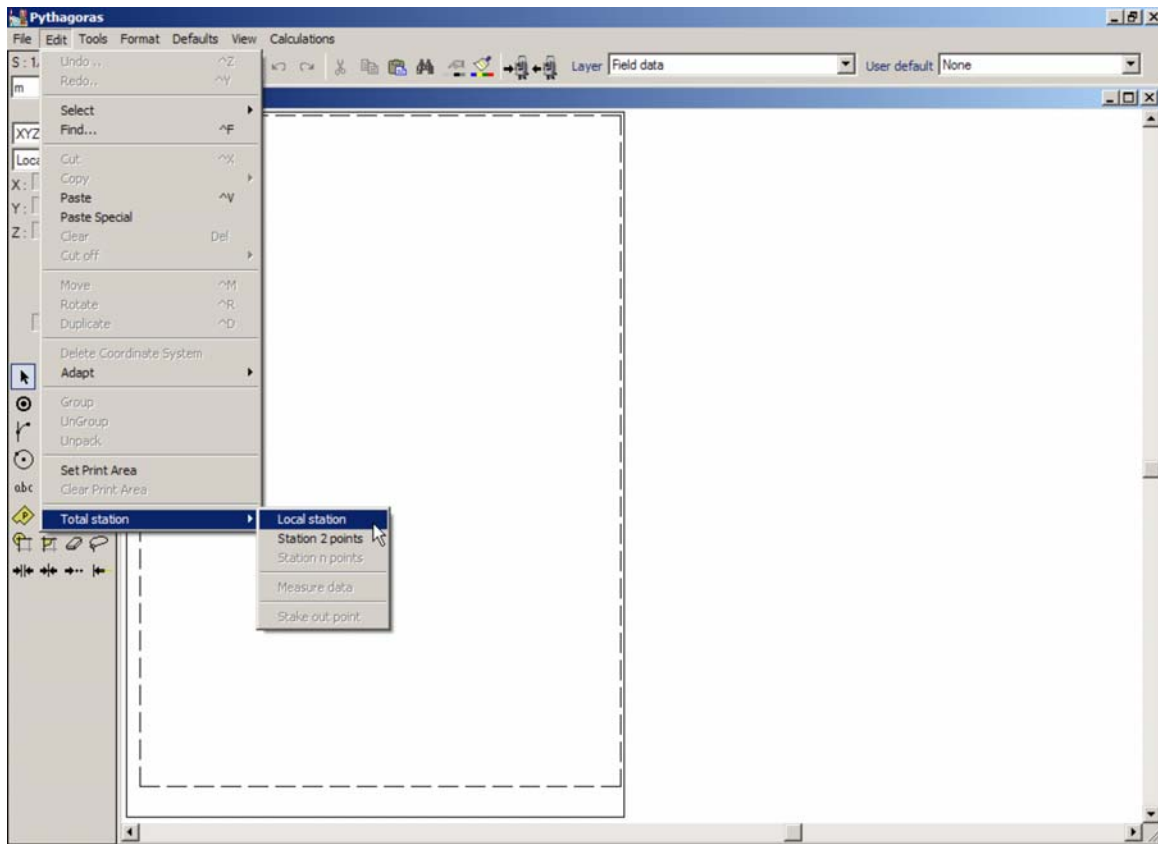 Pythagoras
File Edit Tools Format Defaults View Calculations
S : 1/
Layer Field data User default None
m
XYZ
Loca
X :
Y :
Z :
abc
P
Undo .. ^Z
Redo.. ^Y
Select
Find... ^F
Cut ^X
Copy
Paste ^V
Paste Special
Clear Del
Cut off
Move ^M
Rotate ^R
Duplicate ^D
Delete Coordinate System
Adapt
Group
UnGroup
Unpack
Set Print Area
Clear Print Area
Total station
Local station
Station 2 points
Station n points
Measure data
Stake out point